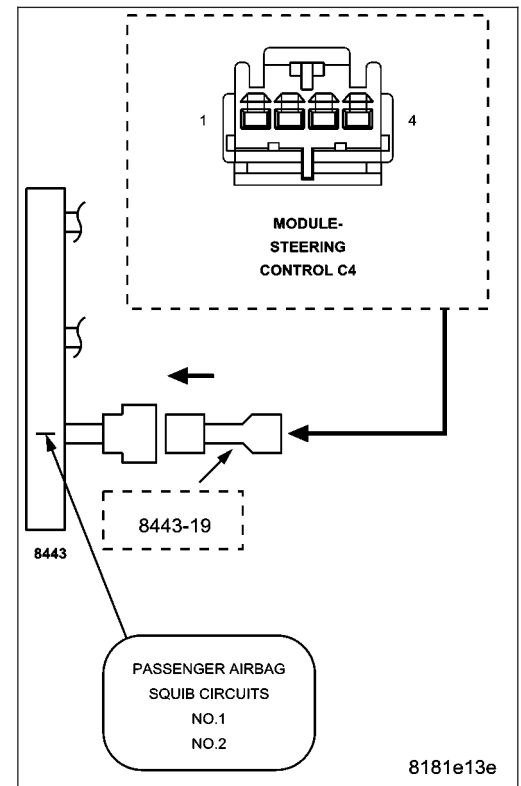 1
4
MODULE-
STEERING
CONTROL C4
8443-19
8443
PASSENGER AIRBAG
SQUIB CIRCUITS
NO.1
NO.2
8181e13e